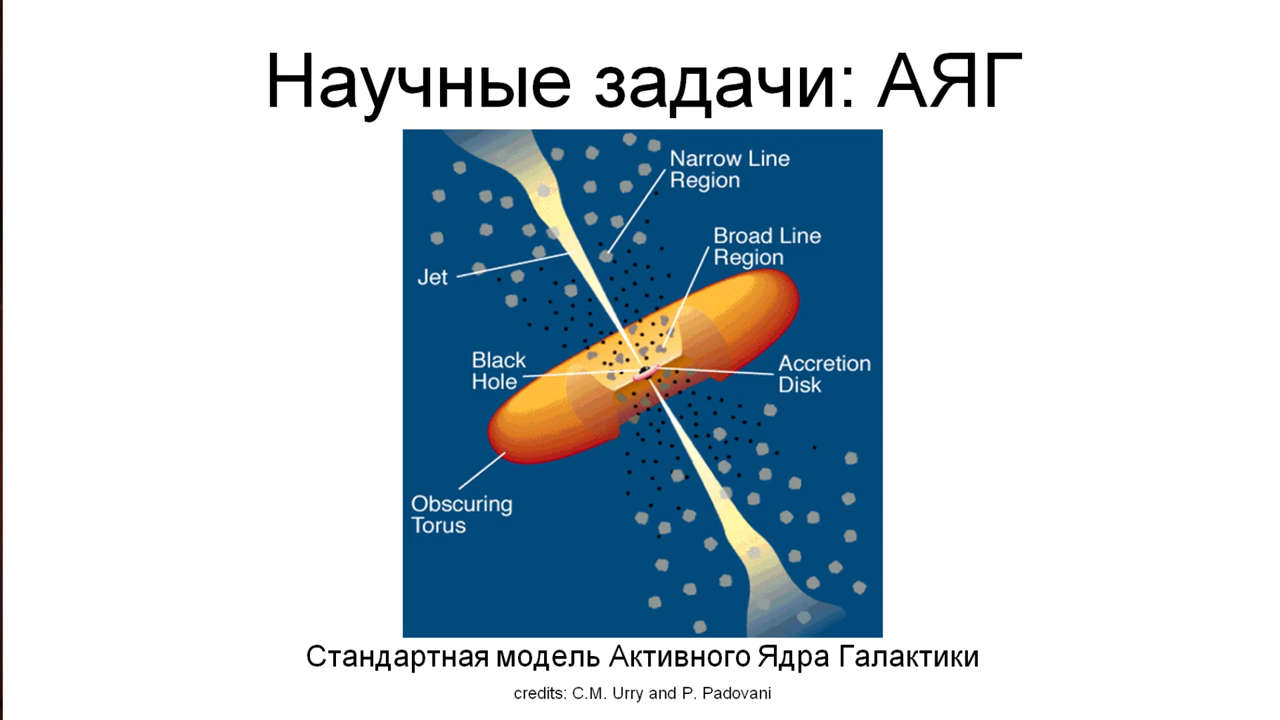 Научные задачи: АЯГ
Narrow Line
Region
Broad Line
Region
Jet
Black
Hole
Accretion
Disk
Obscuring
Torus
Стандартная модель Активного Ядра Галактики
credits: C.M. Urry and P. Padovani